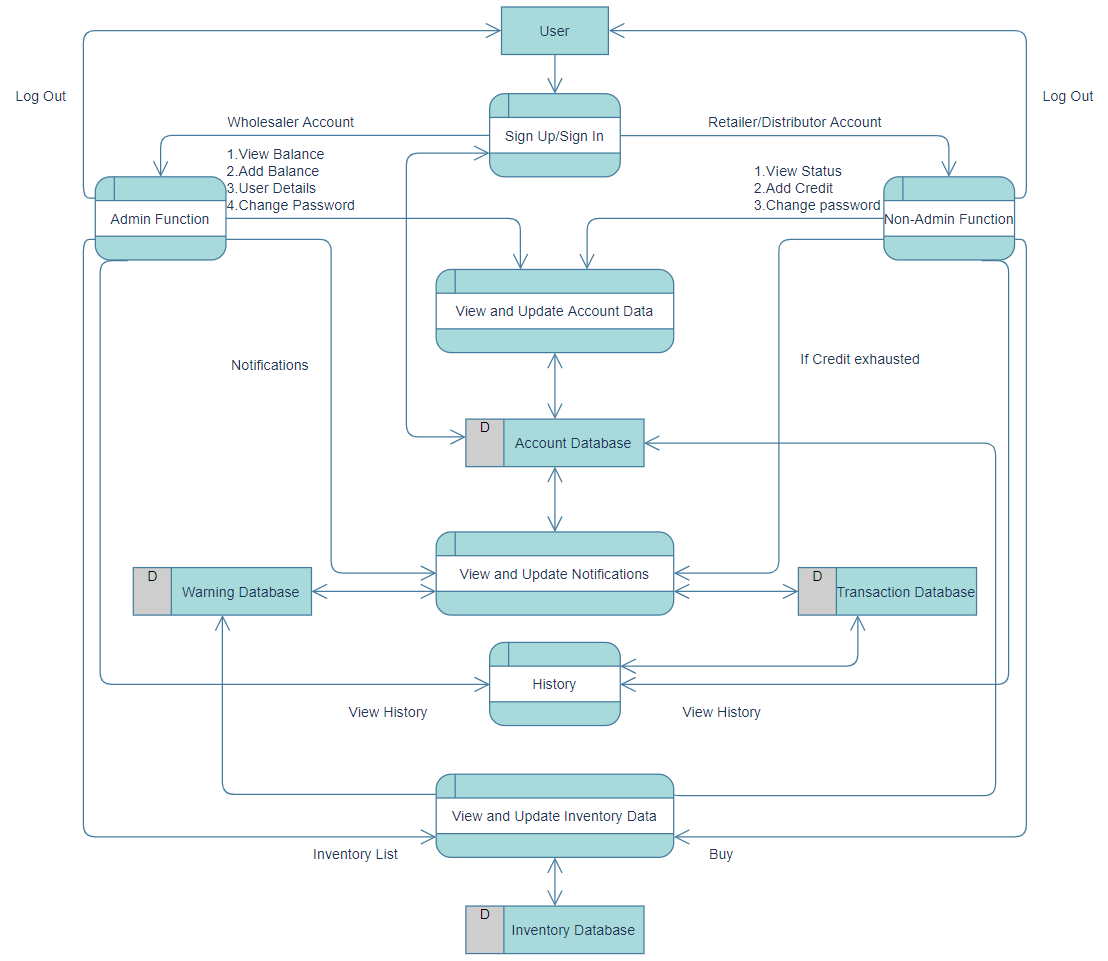 User
Log Out
Log Out
Wholesaler Account
Retailer/Distributor Account
Sign Up/Sign In
1.View Balance
2.Add Balance
3.User Details
4.Change Password
1.View Status
2.Add Credit
3.Change password
Admin Function
Non-Admin Function
View and Update Account Data
Notifications
If Credit exhausted
D
Account Database
View and Update Notifications
D
Warning Database
D
Transaction Database
History
View History
View History
View and Update Inventory Data
Inventory List
Buy
D
Inventory Database